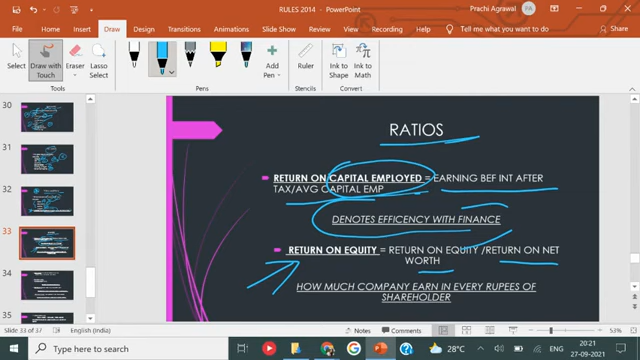 RULES 2014 - PowerPoint
Prachi Agrawal
PA
File
Home
Insert
Draw
Design
Transitions
Animations
Slide Show
Review
View
Help
Tell me what you want to do
Share
Select
Draw with
Touch
Eraser
Lasso
Select
Add
Pen
Ruler
Ink to
Shape
Ink to
Math
Tools
Pens
Stencils
Convert
30
31
32
33
34
35
RATIOS
RETURN ON CAPITAL EMPLOYED = EARNING BEF INT AFTER
TAX/AVG CAPITAL EMP
DENOTES EFFICENCY WITH FINANCE
RETURN ON EQUITY = RETURN ON EQUITY /RETURN ON NET
WORTH
HOW MUCH COMPANY EARN IN EVERY RUPEES OF
SHAREHOLDER
Slide 33 of 37
English (India)
Notes
Comments
53%
Type here to search
28°C
ENG
20:21
27-09-2021